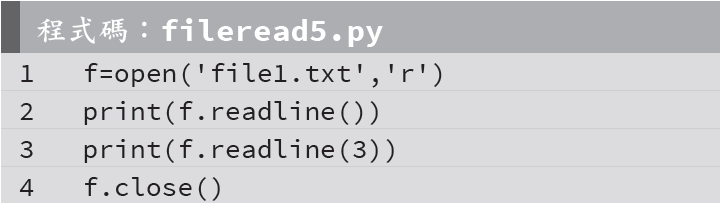 程式碼：fileread5.py
1 f=open('file1.txt','r')
2 print(f.readline())
3 print(f.readline(3))
4 f.close()